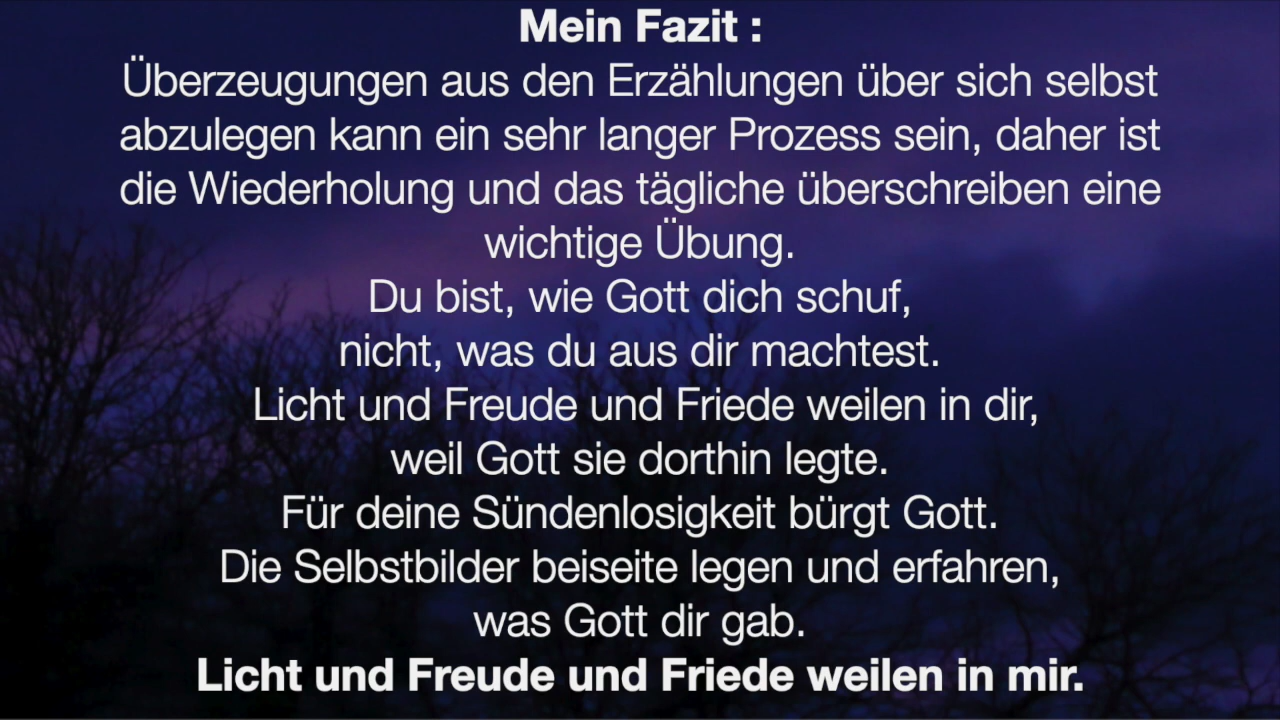 Mein Fazit :
Überzeugungen aus den Erzählungen über sich selbst
abzulegen kann ein sehr langer Prozess sein, daher ist
die Wiederholung und das tägliche überschreiben eine
wichtige Übung.
Du bist, wie Gott dich schuf,
nicht, was du aus dir machtest.
Licht und Freude und Friede weilen in dir,
weil Gott sie dorthin legte.
Für deine Sündenlosigkeit bürgt Gott.
Die Selbstbilder beiseite legen und erfahren,
was Gott dir gab.
Licht und Freude und Friede weilen in mir.